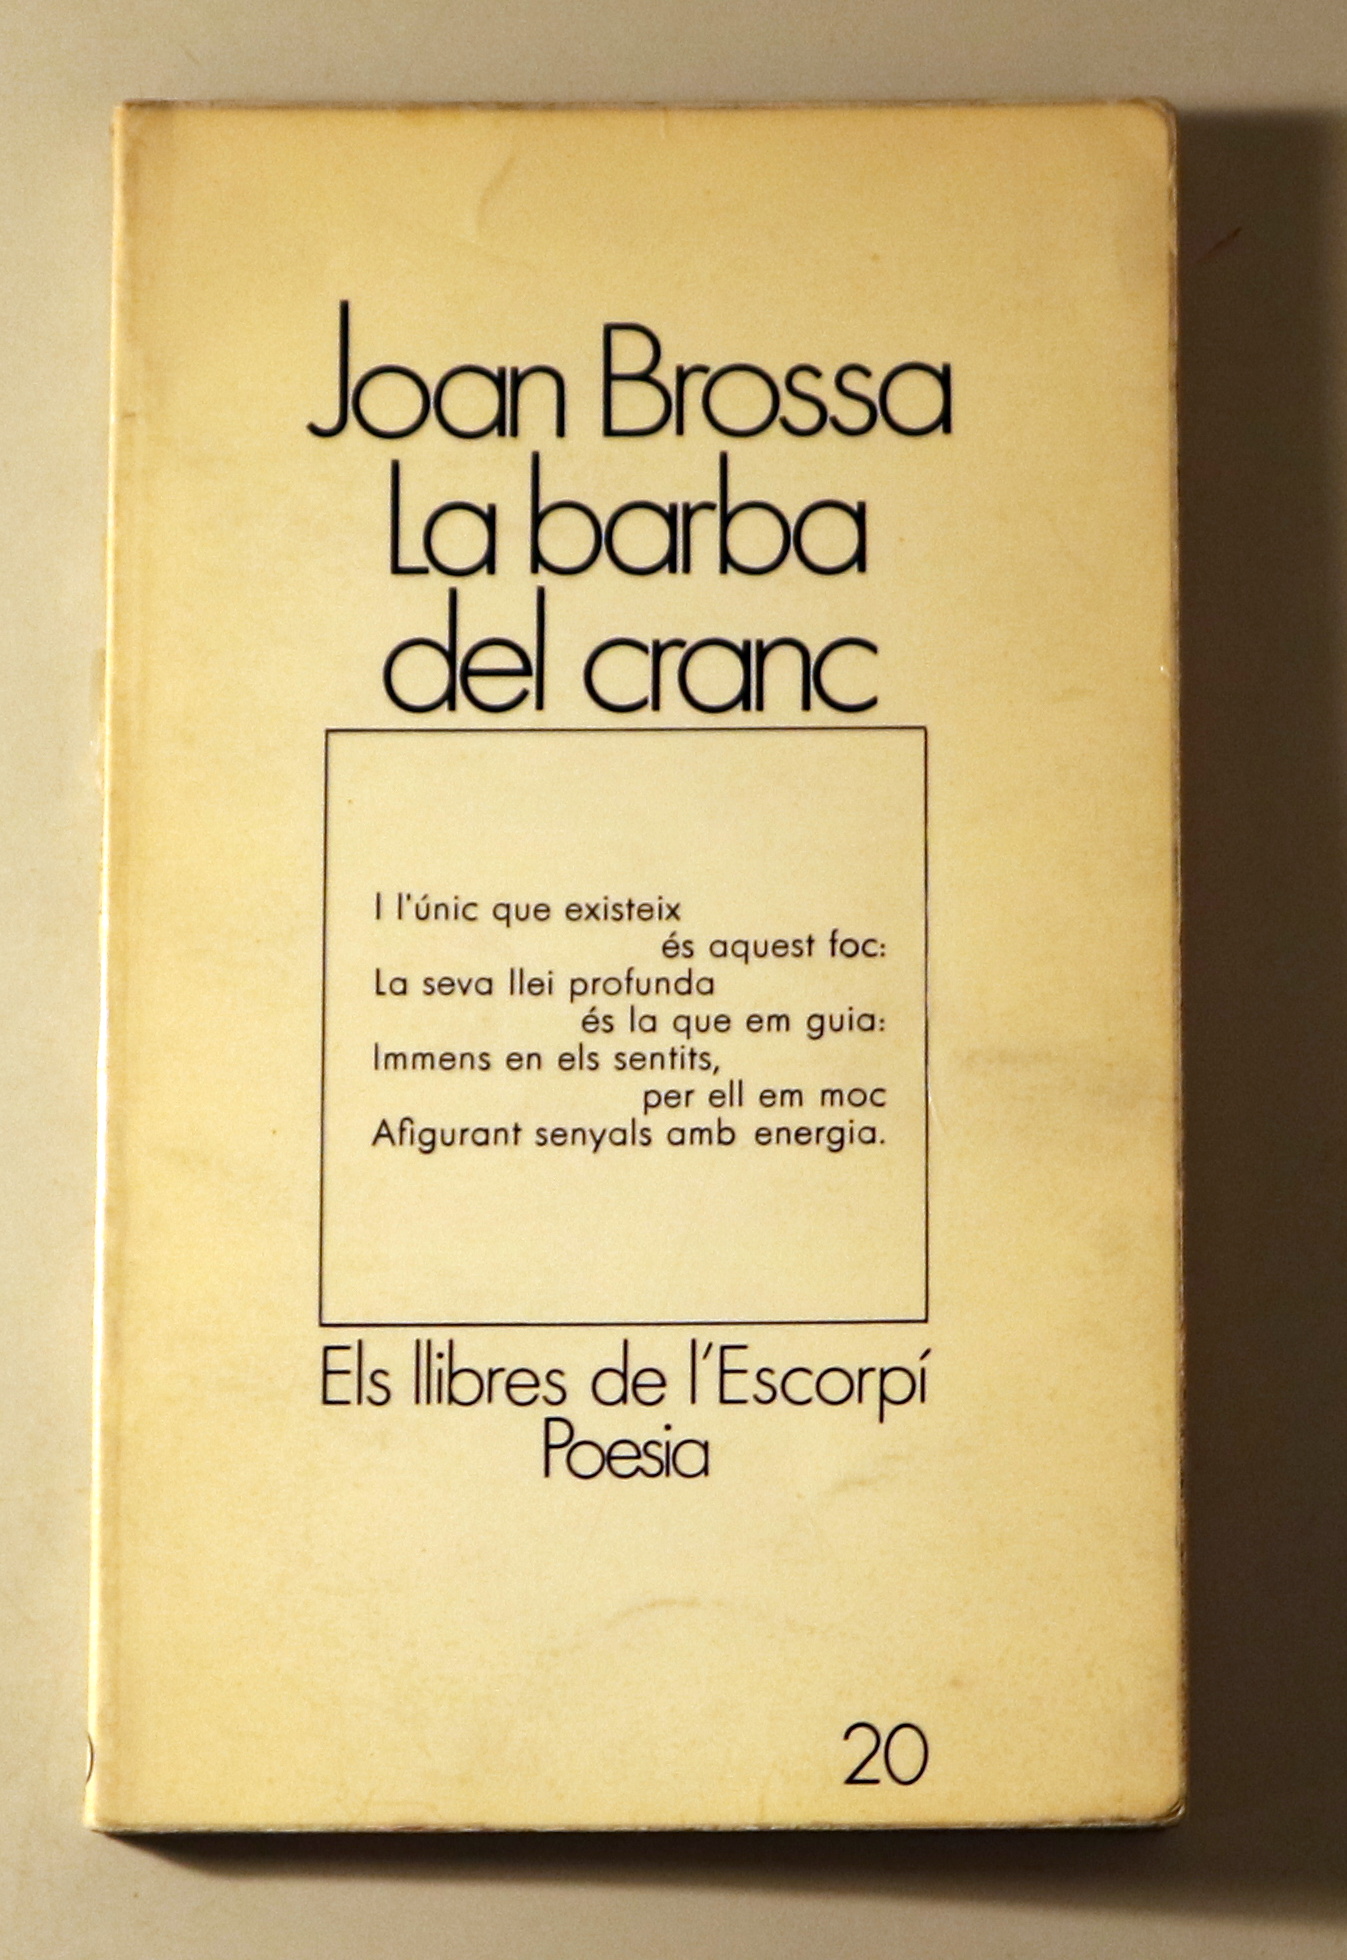 Joan Brossa
La barba
del cranc
I l'únic que existeix
és aquest foc:
La seva llei profunda
és la que em guia:
Immens en els sentits,
per ell em moc
Afigurant senyals amb energia.
Els llibres de l'Escorpí
Poesia
20